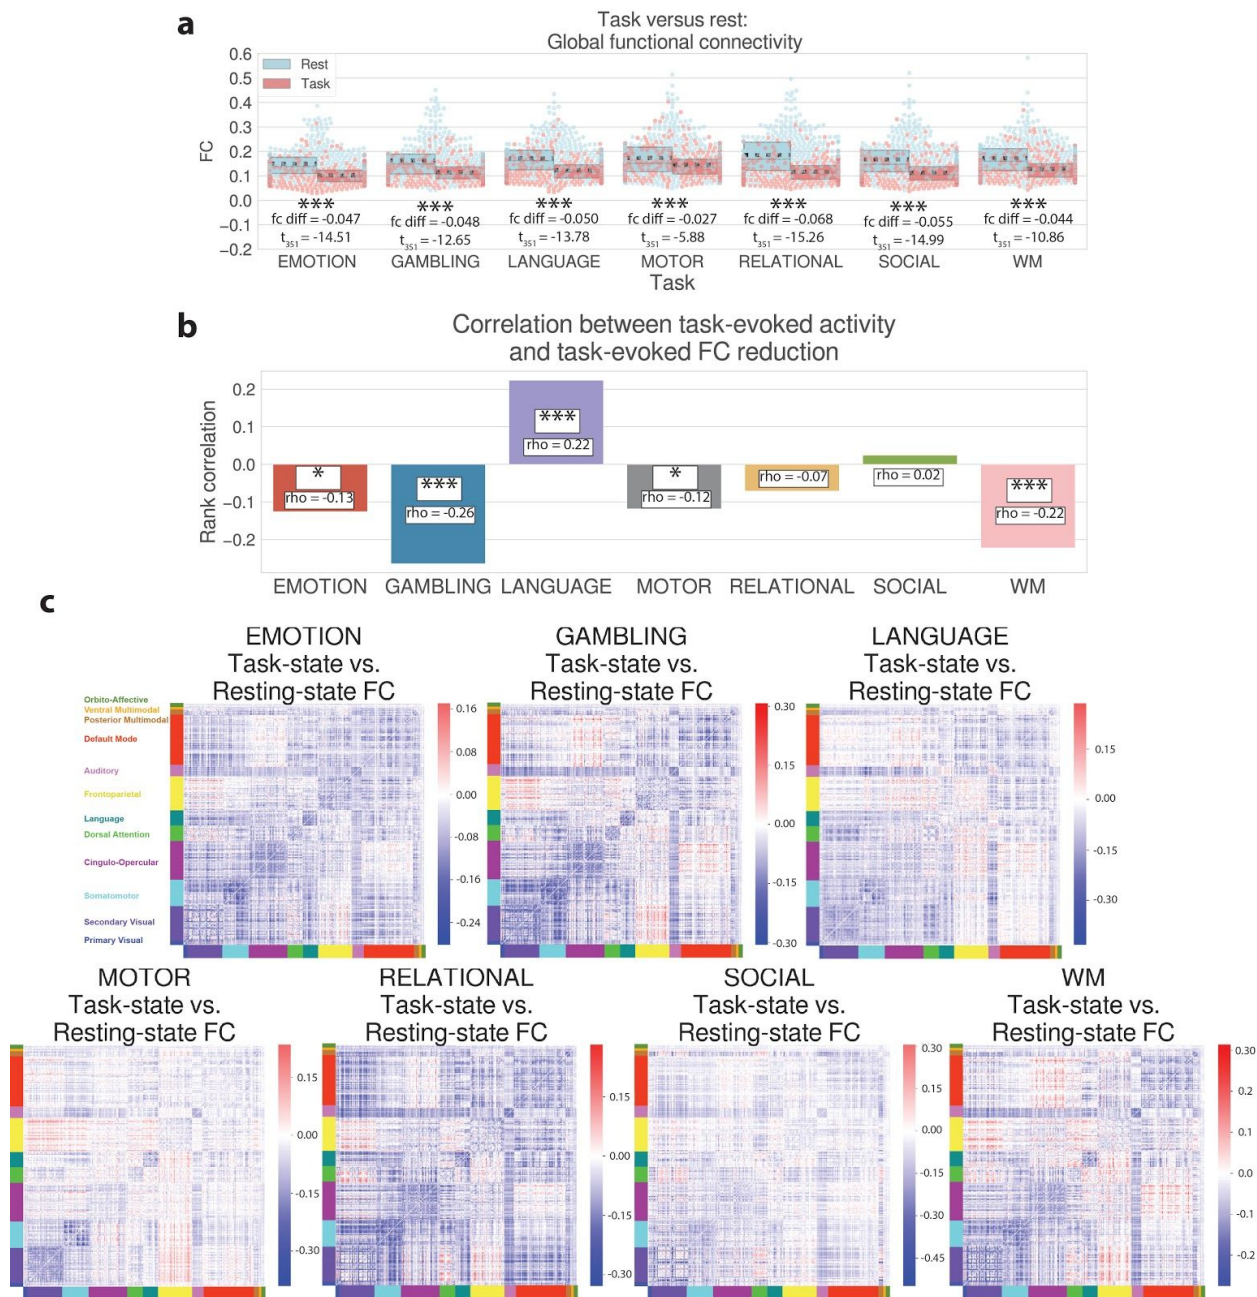 a
Task versus rest:
Global functional connectivity
0.6
0.5
0.4
0.3
0.2
0.1
0.0
−0.1
−0.2
FC
Rest
Task
*** *** *** *** *** *** ***
fc diff = -0.047 fc diff = -0.048 fc diff = -0.050 fc diff = -0.027 fc diff = -0.068 fc diff = -0.055 fc diff = -0.044
t351 = -14.51 t351 = -12.65 t351 = -13.78 t351 = -5.88 t351 = -15.26 t351 = -14.99 t351 = -10.86
EMOTION GAMBLING LANGUAGE MOTOR RELATIONAL SOCIAL WM
Task
b
Correlation between task-evoked activity
and task-evoked FC reduction
0.2
0.1
0.0
−0.1
−0.2
Rank correlation
*
rho = -0.13
***
rho = -0.26
***
rho = 0.22
*
rho = -0.12
rho = -0.07
rho = 0.02
***
rho = -0.22
EMOTION GAMBLING LANGUAGE MOTOR RELATIONAL SOCIAL WM
c
EMOTION
Task-state vs.
Resting-state FC
Orbito-Affective
Ventral Multimodal
Posterior Multimodal
Default Mode
Auditory
Frontoparietal
Language
Dorsal Attention
Cingulo-Opercular
Somatomotor
Secondary Visual
Primary Visual
0.16
0.08
0.00
-0.08
-0.16
-0.24
GAMBLING
Task-state vs.
Resting-state FC
0.30
0.15
0.00
-0.15
-0.30
LANGUAGE
Task-state vs.
Resting-state FC
0.15
0.00
-0.15
-0.30
MOTOR
Task-state vs.
Resting-state FC
0.15
0.00
-0.15
-0.30
RELATIONAL
Task-state vs.
Resting-state FC
0.15
0.00
-0.15
-0.30
SOCIAL
Task-state vs.
Resting-state FC
0.30
0.15
0.00
-0.15
-0.30
-0.45
WM
Task-state vs.
Resting-state FC
0.30
0.2
0.1
0.0
-0.1
-0.2